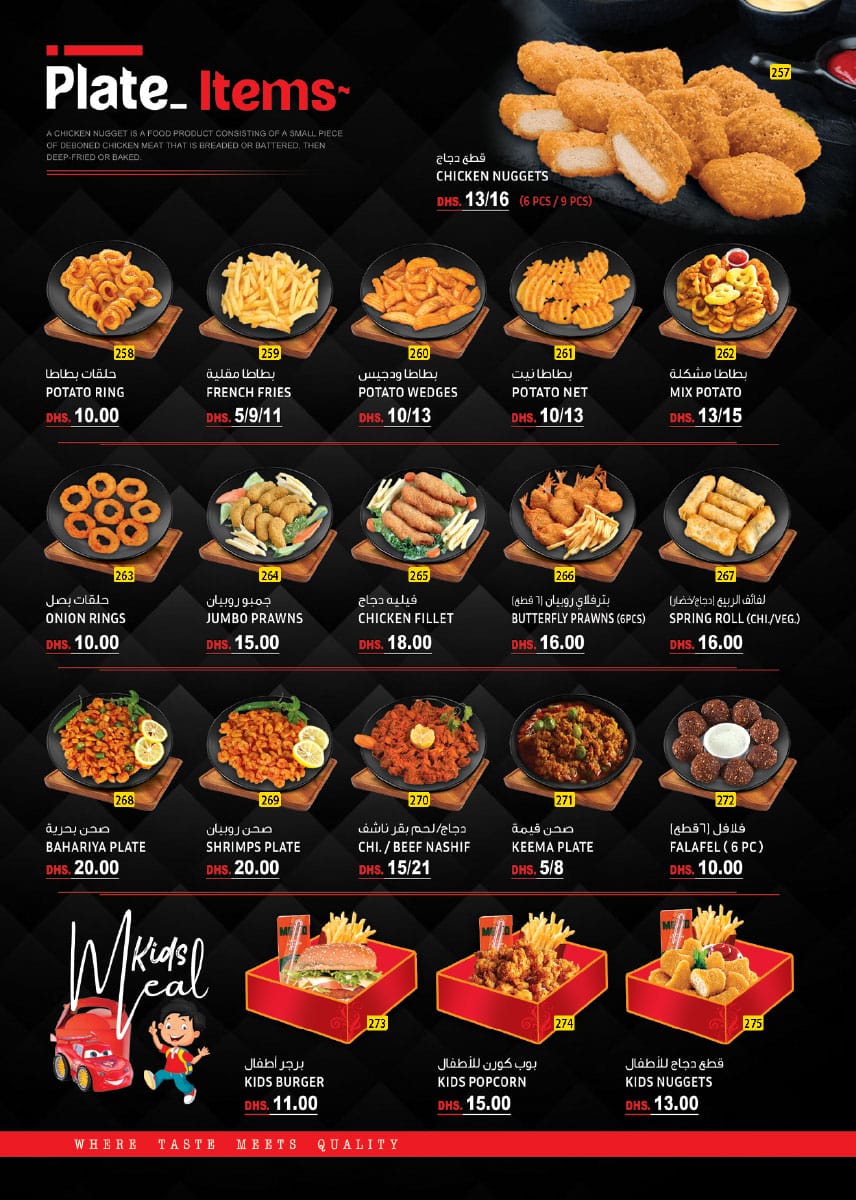 Plate_ Items~
A CHICKEN NUGGET IS A FOOD PRODUCT CONSISTING OF A SMALL PIECE
OF DEBONED CHICKEN MEAT THAT IS BREADED OR BATTERED, THEN
DEEP-FRIED OR BAKED.
257
قطع دجاج
CHICKEN NUGGETS
DHS. 13/16 (6 PCS / 9 PCS)
258
حلقات بطاطا
POTATO RING
DHS. 10.00
259
بطاطا مقلية
FRENCH FRIES
DHS. 5/9/11
260
بطاطا ودجيس
POTATO WEDGES
DHS. 10/13
261
بطاطا نيت
POTATO NET
DHS. 10/13
262
بطاطا مشكلة
MIX POTATO
DHS. 13/15
263
حلقات بصل
ONION RINGS
DHS. 10.00
264
جمبو روبيان
JUMBO PRAWNS
DHS. 15.00
265
فيليه دجاج
CHICKEN FILLET
DHS. 18.00
266
بترفلاي روبيان (٦ قطع)
BUTTERFLY PRAWNS (6PCS)
DHS. 16.00
267
لفائف الربيع (دجاج/خضار)
SPRING ROLL (CHI./VEG.)
DHS. 16.00
268
صحن بحرية
BAHARIYA PLATE
DHS. 20.00
269
صحن روبيان
SHRIMPS PLATE
DHS. 20.00
270
دجاج/لحم بقر ناشف
CHI. / BEEF NASHIF
DHS. 15/21
271
صحن قيمة
KEEMA PLATE
DHS. 5/8
272
فلافل (٦قطع)
FALAFEL ( 6 PC )
DHS. 10.00
Kids
Meal
273
برجر أطفال
KIDS BURGER
DHS. 11.00
274
بوب كورن للأطفال
KIDS POPCORN
DHS. 15.00
275
قطع دجاج للأطفال
KIDS NUGGETS
DHS. 13.00
WHERE TASTE MEETS QUALITY